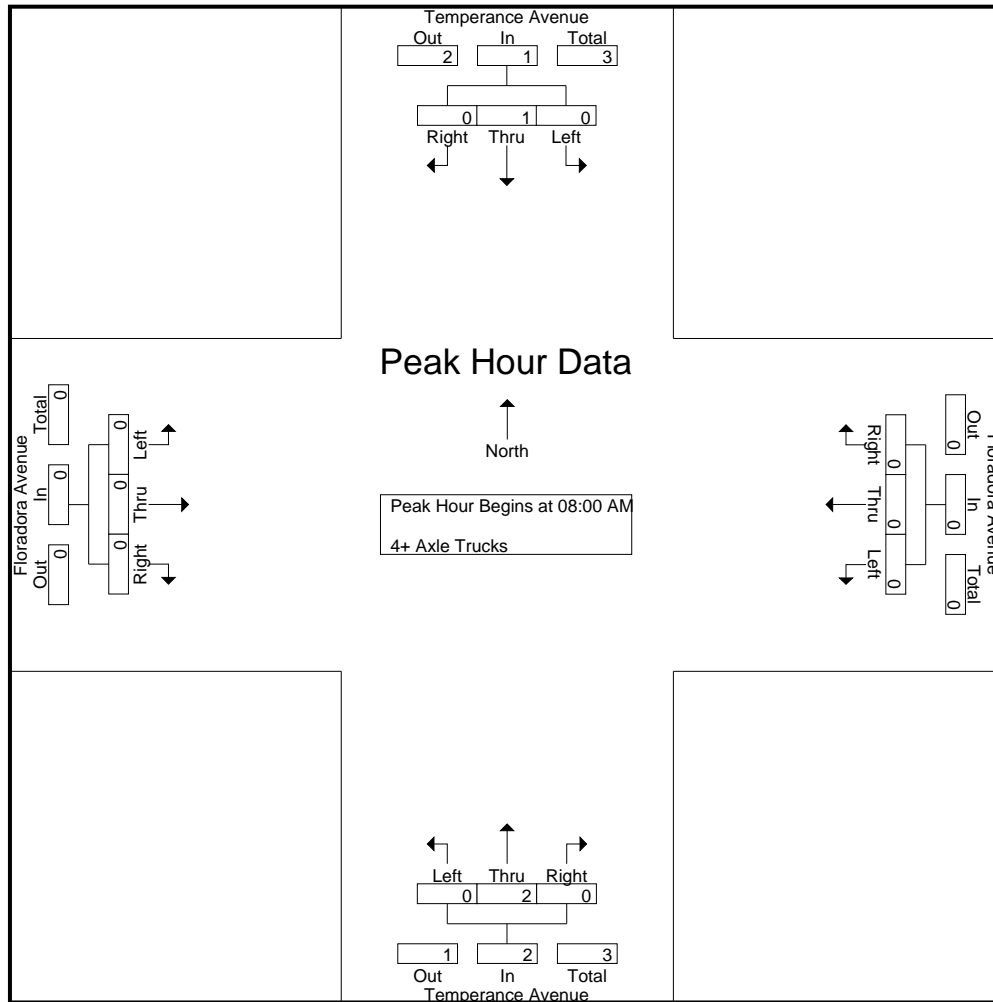 Temperance Avenue
Out In Total
2 1 3
0 1 0
Right Thru Left
Peak Hour Data
North
Peak Hour Begins at 08:00 AM
4+ Axle Trucks
Floradora Avenue
Out In Total
0 0 0
0 0 0
Right Thru Left
Floradora Avenue
Out In Total
0 0 0
0 0 0
Right Thru Left
Left Thru Right
0 2 0
1 2 3
Out In Total
Temperance Avenue